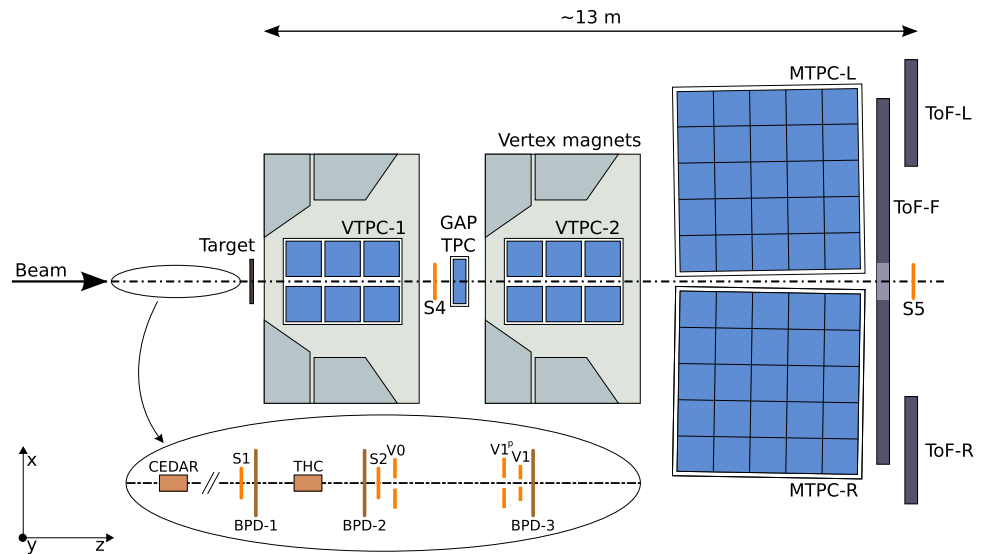 ~13 m
MTPC-L
ToF-L
Vertex magnets
ToF-F
VTPC-1
GAP
TPC
VTPC-2
Target
Beam
S4
S5
ToF-R
MTPC-R
x
y
z
CEDAR
S1
BPD-1
THC
BPD-2
S2
V0
V1ᵖ
V1
BPD-3